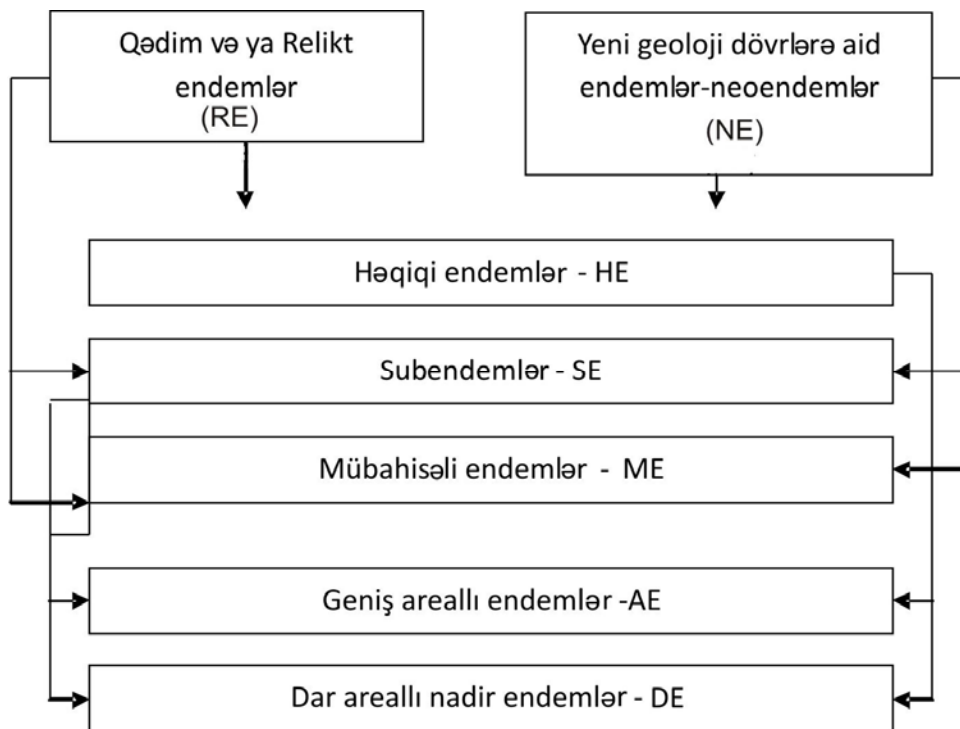 Qədim və ya Relikt
endemlər
(RE)
Yeni geoloji dövrlərə aid
endemlər-neoendemlər
(NE)
Həqiqi endemlər - HE
Subendemlər - SE
Mübahisəli endemlər - ME
Geniş areallı endemlər -AE
Dar areallı nadir endemlər - DE